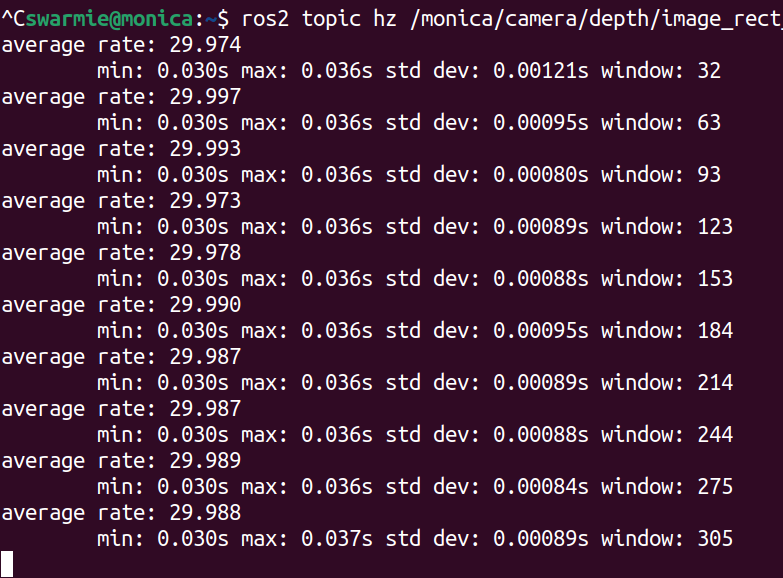 ^Cswarmie@monica:~$ ros2 topic hz /monica/camera/depth/image_rect_
average rate: 29.974
min: 0.030s max: 0.036s std dev: 0.00121s window: 32
average rate: 29.997
min: 0.030s max: 0.036s std dev: 0.00095s window: 63
average rate: 29.993
min: 0.030s max: 0.036s std dev: 0.00080s window: 93
average rate: 29.973
min: 0.030s max: 0.036s std dev: 0.00089s window: 123
average rate: 29.978
min: 0.030s max: 0.036s std dev: 0.00088s window: 153
average rate: 29.990
min: 0.030s max: 0.036s std dev: 0.00095s window: 184
average rate: 29.987
min: 0.030s max: 0.036s std dev: 0.00089s window: 214
average rate: 29.987
min: 0.030s max: 0.036s std dev: 0.00088s window: 244
average rate: 29.989
min: 0.030s max: 0.036s std dev: 0.00084s window: 275
average rate: 29.988
min: 0.030s max: 0.037s std dev: 0.00089s window: 305